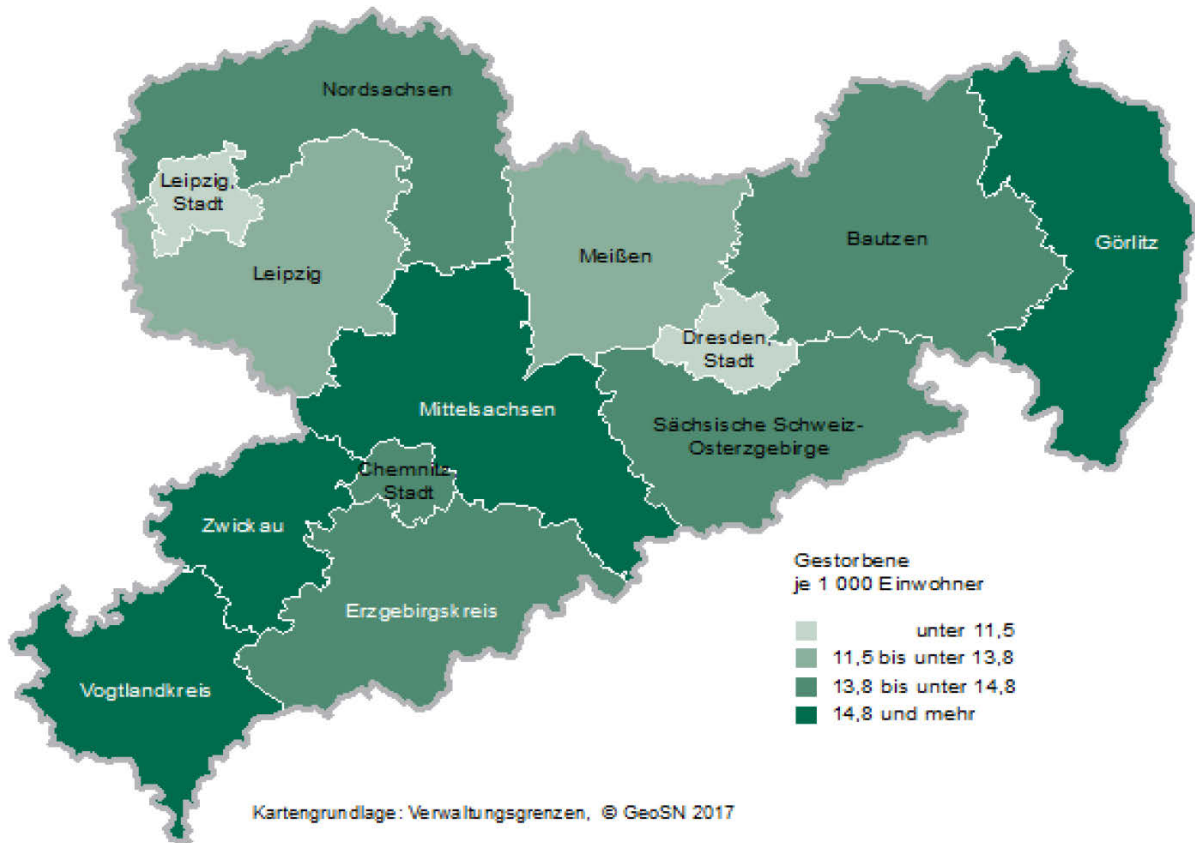 Nordsachsen
Leipzig,
Stadt
Leipzig
Meißen
Bautzen
Görlitz
Dresden,
Stadt
Mittelsachsen
Sächsische Schweiz-
Osterzgebirge
Chemnitz
Stadt
Zwickau
Erzgebirgskreis
Vogtlandkreis
Gestorbene
je 1 000 Einwohner
unter 11,5
11,5 bis unter 13,8
13,8 bis unter 14,8
14,8 und mehr
Kartengrundlage: Verwaltungsgrenzen, © GeoSN 2017